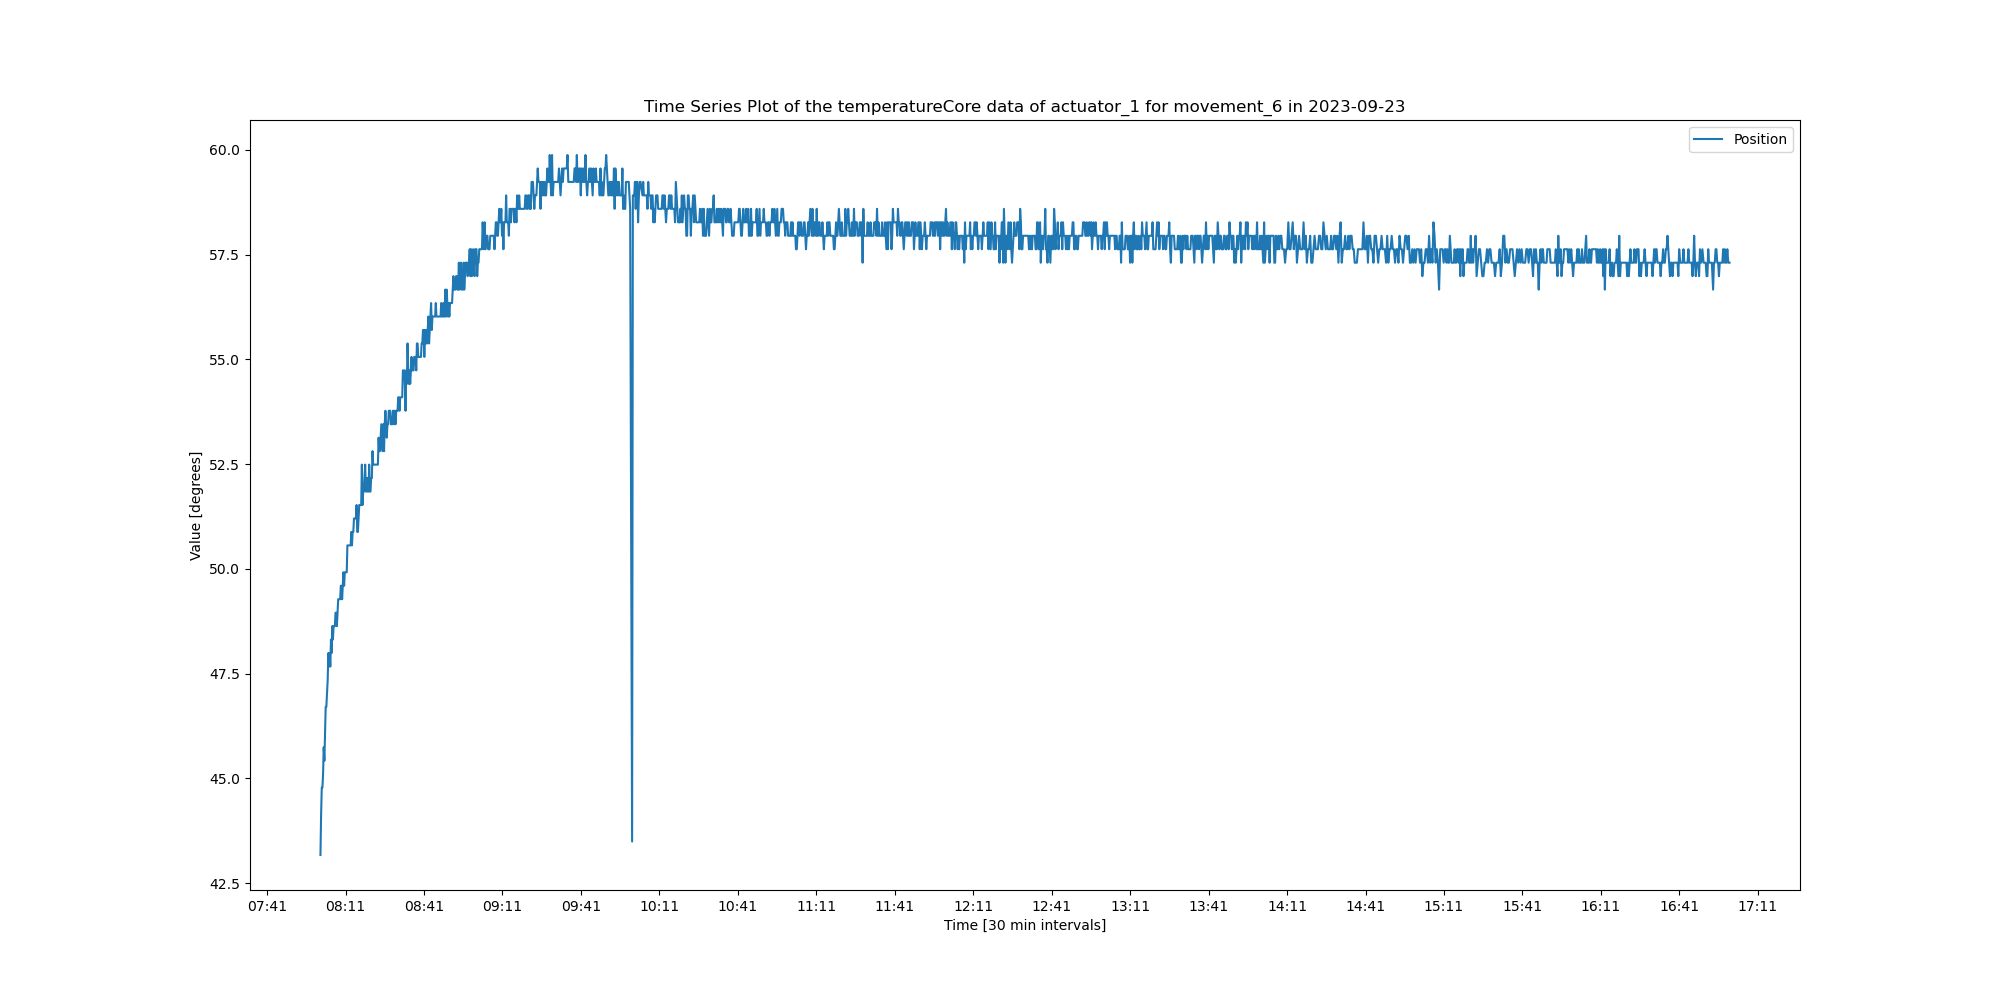 Time Series Plot of the temperatureCore data of actuator_1 for movement_6 in 2023-09-23
Position
60.0
57.5
55.0
52.5
50.0
47.5
45.0
42.5
Value [degrees]
07:41 08:11 08:41 09:11 09:41 10:11 10:41 11:11 11:41 12:11 12:41 13:11 13:41 14:11 14:41 15:11 15:41 16:11 16:41 17:11
Time [30 min intervals]